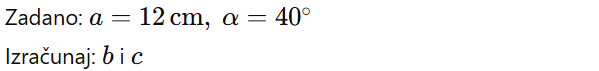 Zadano: a = 12 cm, α = 40°
Izračunaj: b i c